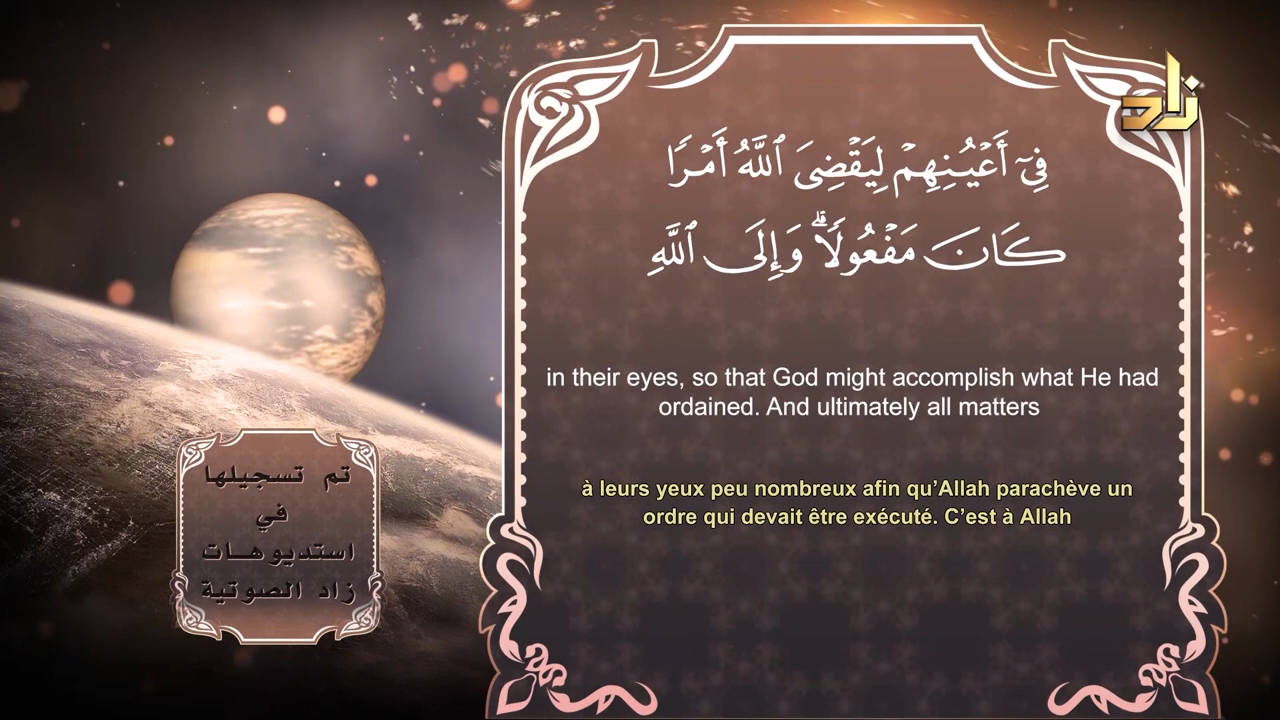 زاد
فِىٓ أَعْيُنِهِمْ لِيَقْضِىَ ٱللَّهُ أَمْرًا
كَانَ مَفْعُولًا ۗ وَإِلَى ٱللَّهِ
in their eyes, so that God might accomplish what He had
ordained. And ultimately all matters
à leurs yeux peu nombreux afin qu’Allah parachève un
ordre qui devait être exécuté. C’est à Allah
تم تسجيلها
في
استديوهات
زاد الصوتية